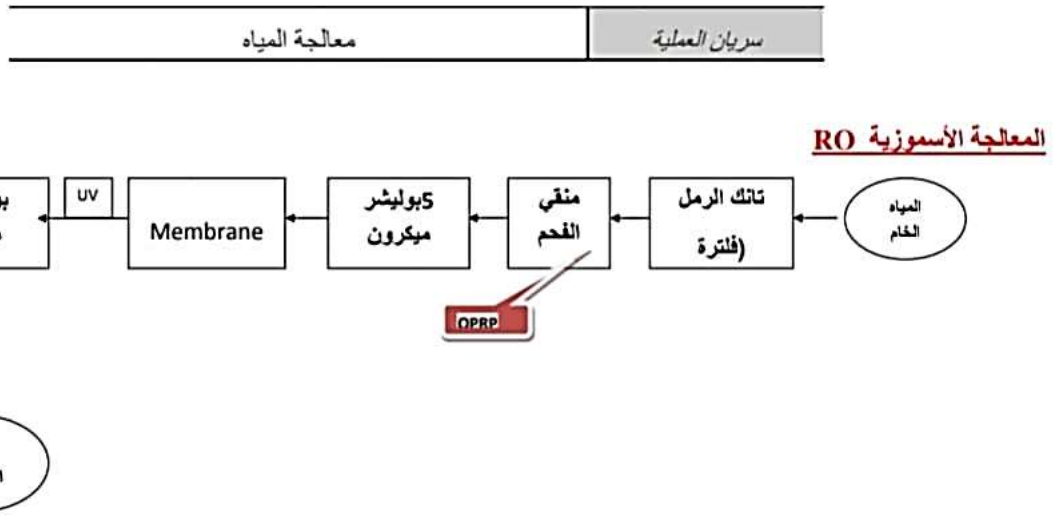 سريان العملية
معالجة المياه
المعالجة الأسموزية RO
المياه
الخام
تانك الرمل
(فلترة
منقي
الفحم
5بوليشر
ميكرون
Membrane
UV
OPRP